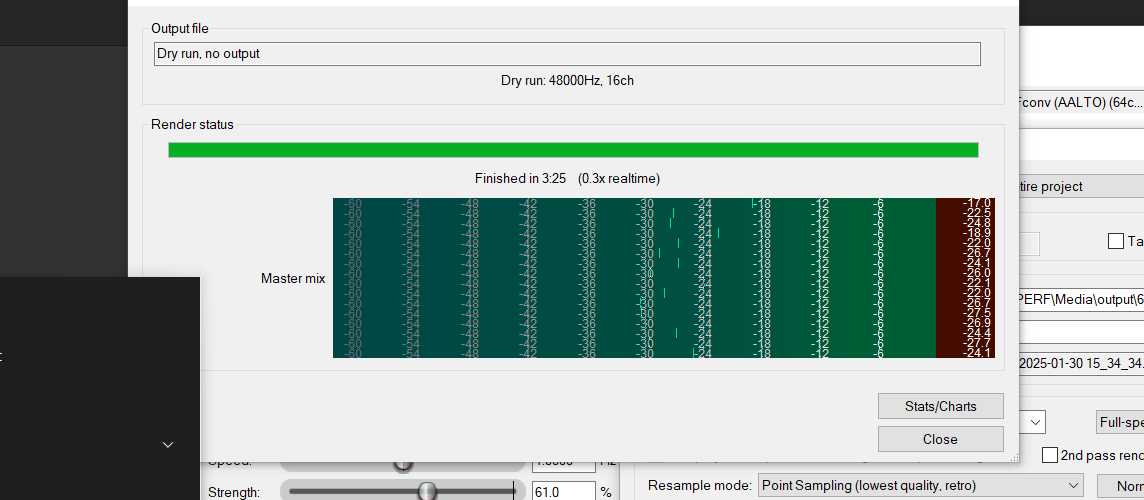 Output file
Dry run, no output
Dry run: 48000Hz, 16ch
Fconv (AALTO) (64c...
Render status
Finished in 3:25 (0.3x realtime)
tire project
Ta
Master mix
-60 -54 -48 -42 -36 -30 -24 -18 -12 -6 -17.0
-60 -54 -48 -42 -36 -30 -24 -18 -12 -6 -22.5
-60 -54 -48 -42 -36 -30 -24 -18 -12 -6 -24.8
-60 -54 -48 -42 -36 -30 -24 -18 -12 -6 -18.9
-60 -54 -48 -42 -36 -30 -24 -18 -12 -6 -22.0
-60 -54 -48 -42 -36 -30 -24 -18 -12 -6 -26.7
-60 -54 -48 -42 -36 -30 -24 -18 -12 -6 -24.1
-60 -54 -48 -42 -36 -30 -24 -18 -12 -6 -26.0
-60 -54 -48 -42 -36 -30 -24 -18 -12 -6 -22.1
-60 -54 -48 -42 -36 -30 -24 -18 -12 -6 -22.0
-60 -54 -48 -42 -36 -30 -24 -18 -12 -6 -26.7
-60 -54 -48 -42 -36 -30 -24 -18 -12 -6 -27.5
-60 -54 -48 -42 -36 -30 -24 -18 -12 -6 -26.9
-60 -54 -48 -42 -36 -30 -24 -18 -12 -6 -24.4
-60 -54 -48 -42 -36 -30 -24 -18 -12 -6 -27.7
-60 -54 -48 -42 -36 -30 -24 -18 -12 -6 -24.1
PERF\Media\output\6
2025-01-30 15_34_34.
Stats/Charts
Full-spe
Close
2nd pass rend
Speed:
Strength: 61.0 %
Resample mode: Point Sampling (lowest quality, retro)
Norm